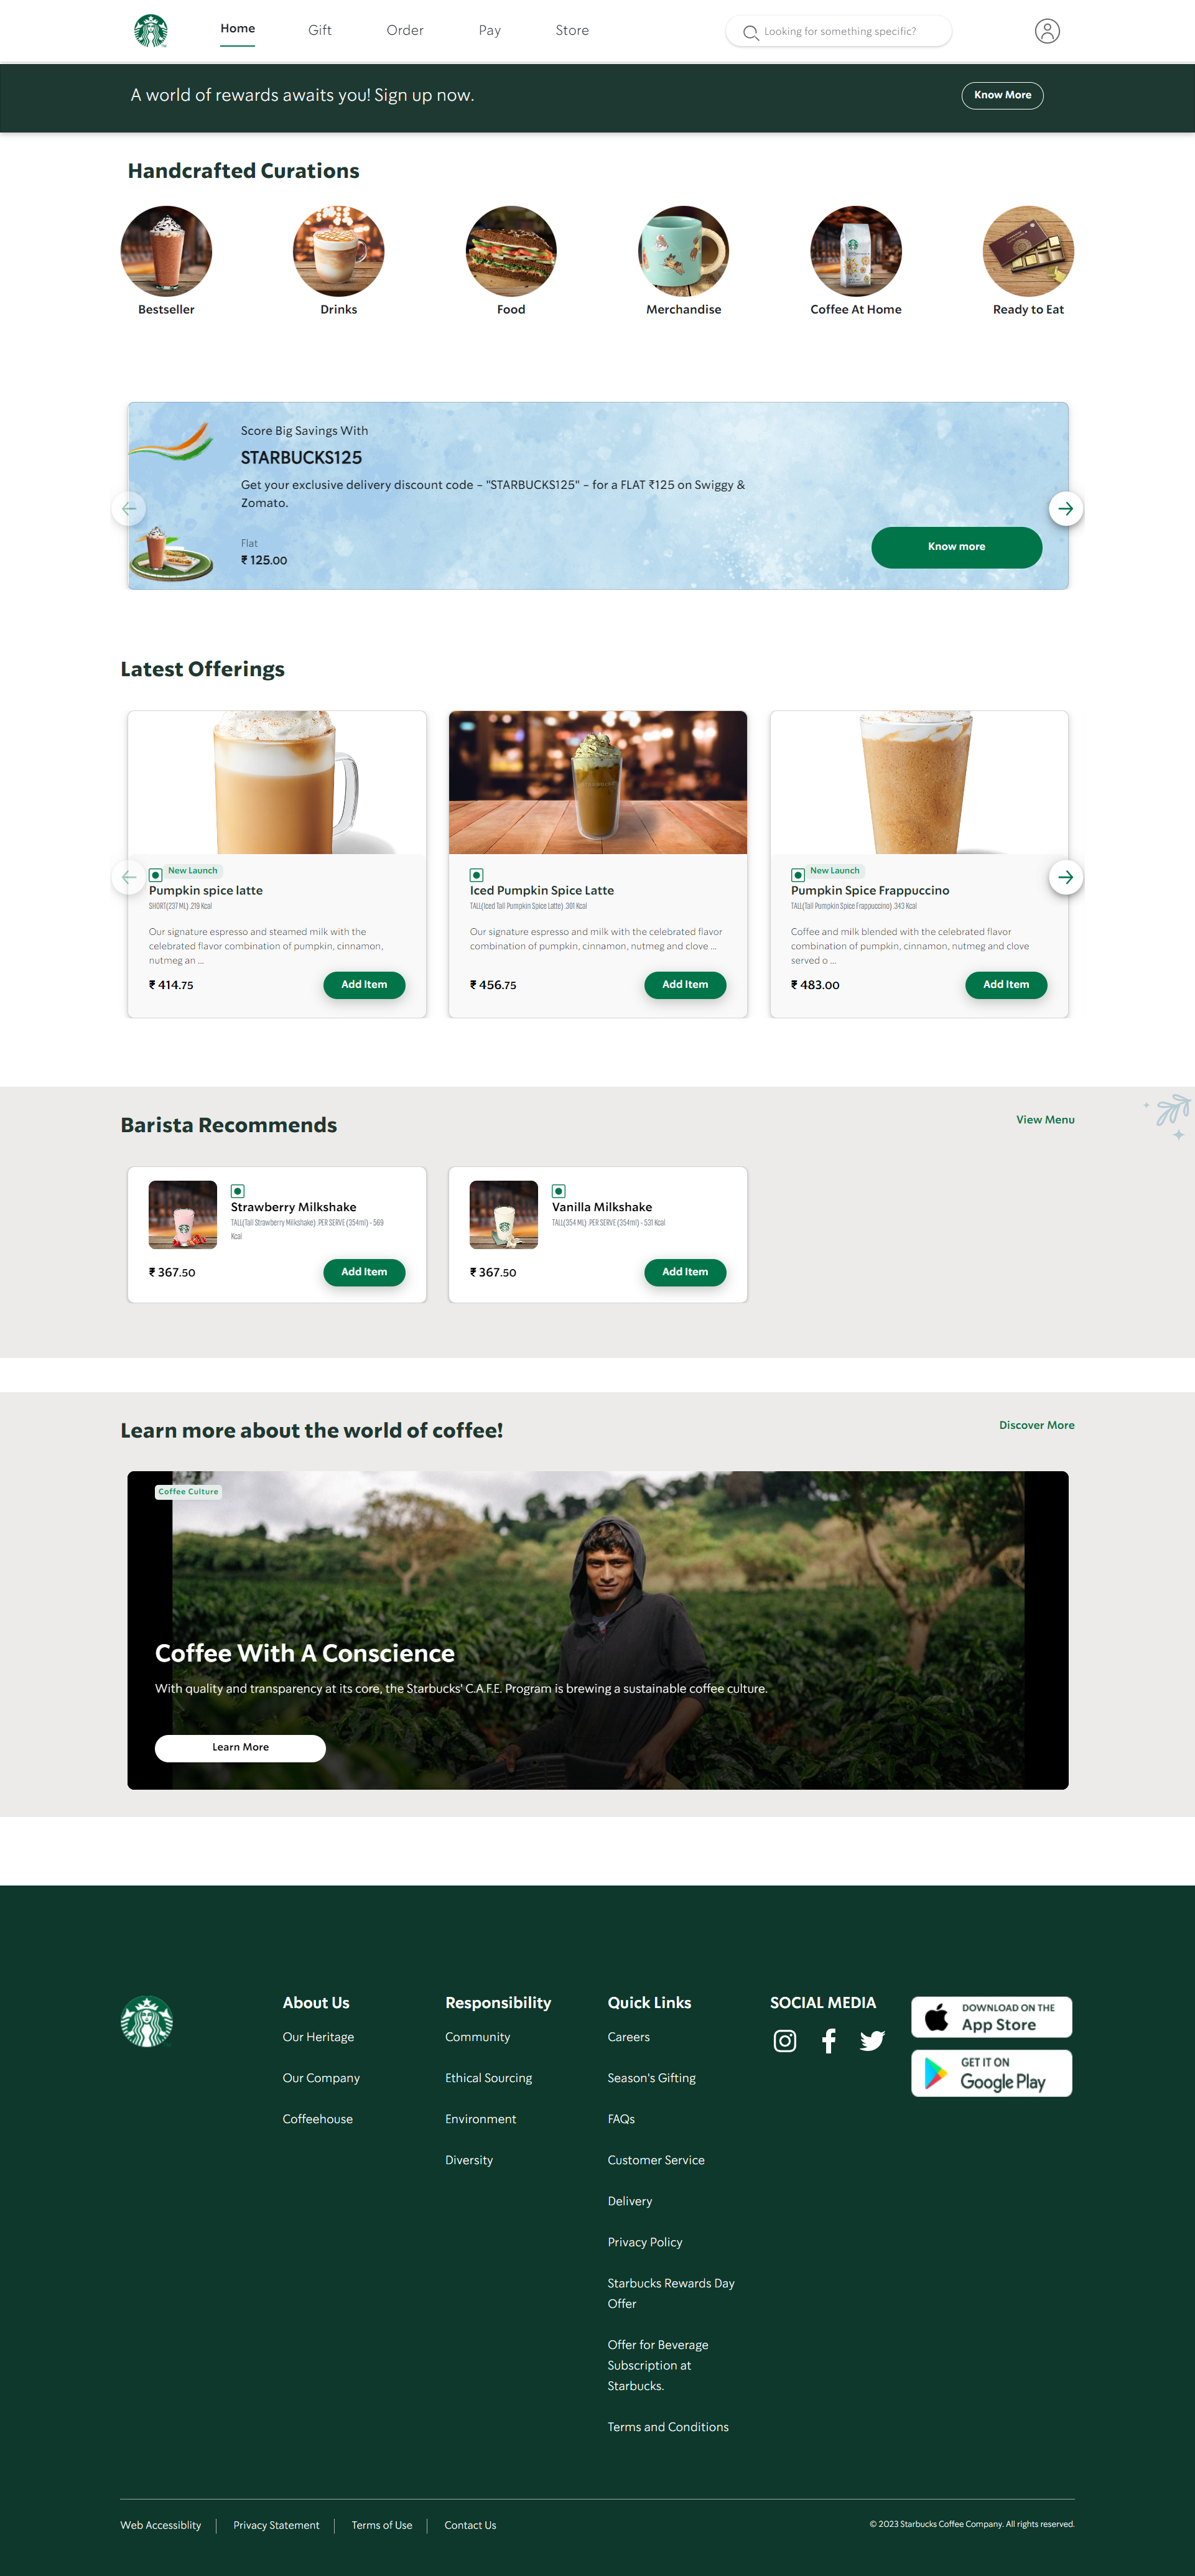 Home
Gift
Order
Pay
Store
Looking for something specific?
A world of rewards awaits you! Sign up now.
Know More
Handcrafted Curations
Bestseller
Drinks
Food
Merchandise
Coffee At Home
Ready to Eat
Score Big Savings With
STARBUCKS125
Get your exclusive delivery discount code – "STARBUCKS125" – for a FLAT ₹125 on Swiggy &
Zomato.
Flat
₹ 125.00
Know more
Latest Offerings
New Launch
Pumpkin spice latte
SHORT(237 ML) .219 Kcal
Our signature espresso and steamed milk with the
celebrated flavor combination of pumpkin, cinnamon,
nutmeg an ...
₹ 414.75
Add Item
Iced Pumpkin Spice Latte
TALL(Iced Tall Pumpkin Spice Latte) .391 Kcal
Our signature espresso and milk with the celebrated flavor
combination of pumpkin, cinnamon, nutmeg and clove ...
₹ 456.75
Add Item
New Launch
Pumpkin Spice Frappuccino
TALL(Tall Pumpkin Spice Frappuccino) .343 Kcal
Coffee and milk blended with the celebrated flavor
combination of pumpkin, cinnamon, nutmeg and clove
served o ...
₹ 483.00
Add Item
Barista Recommends
View Menu
Strawberry Milkshake
TALL(Tall Strawberry Milkshake) .PER SERVE (354ml) - 569
Kcal
₹ 367.50
Add Item
Vanilla Milkshake
TALL(354 ML) .PER SERVE (354ml) - 531 Kcal
₹ 367.50
Add Item
Learn more about the world of coffee!
Discover More
Coffee Culture
Coffee With A Conscience
With quality and transparency at its core, the Starbucks' C.A.F.E. Program is brewing a sustainable coffee culture.
Learn More
About Us
Our Heritage
Our Company
Coffeehouse
Responsibility
Community
Ethical Sourcing
Environment
Diversity
Quick Links
Careers
Season's Gifting
FAQs
Customer Service
Delivery
Privacy Policy
Starbucks Rewards Day
Offer
Offer for Beverage
Subscription at
Starbucks.
Terms and Conditions
SOCIAL MEDIA
DOWNLOAD ON THE
App Store
GET IT ON
Google Play
Web Accessiblity
Privacy Statement
Terms of Use
Contact Us
© 2023 Starbucks Coffee Company. All rights reserved.